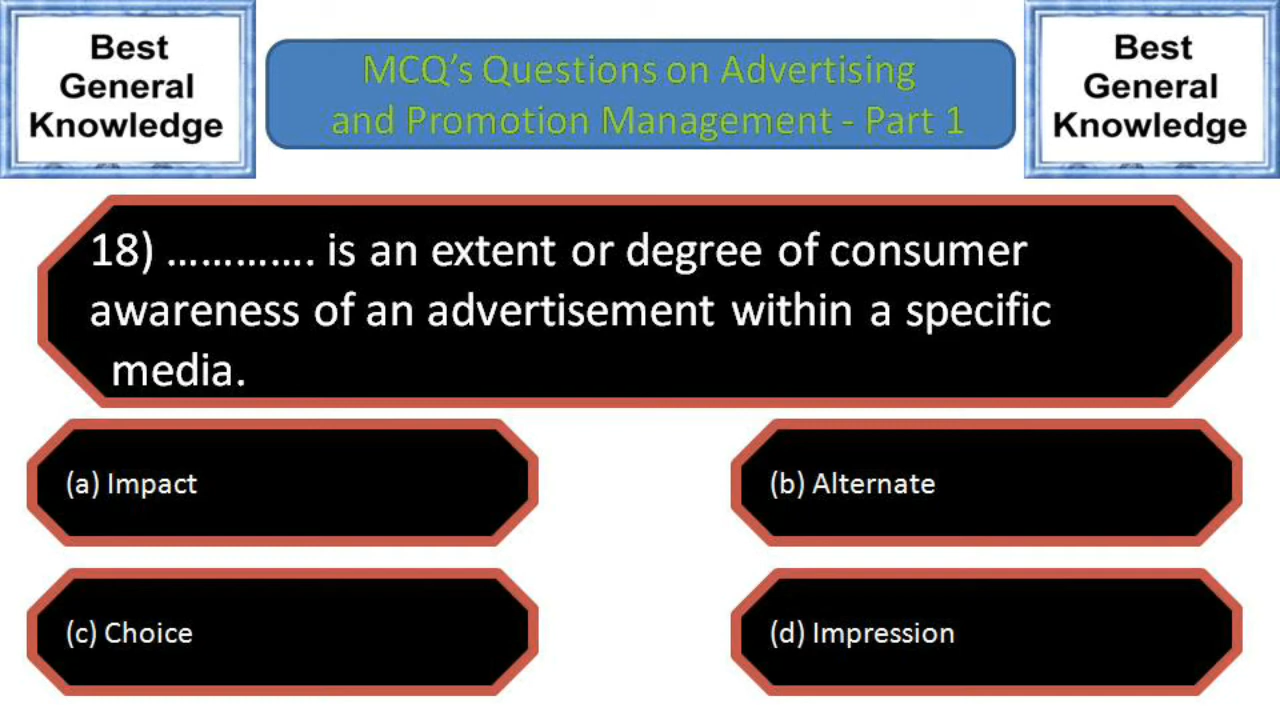 Best
General
Knowledge
MCQ's Questions on Advertising
and Promotion Management - Part 1
Best
General
Knowledge
18) …………. is an extent or degree of consumer
awareness of an advertisement within a specific
media.
(a) Impact
(b) Alternate
(c) Choice
(d) Impression